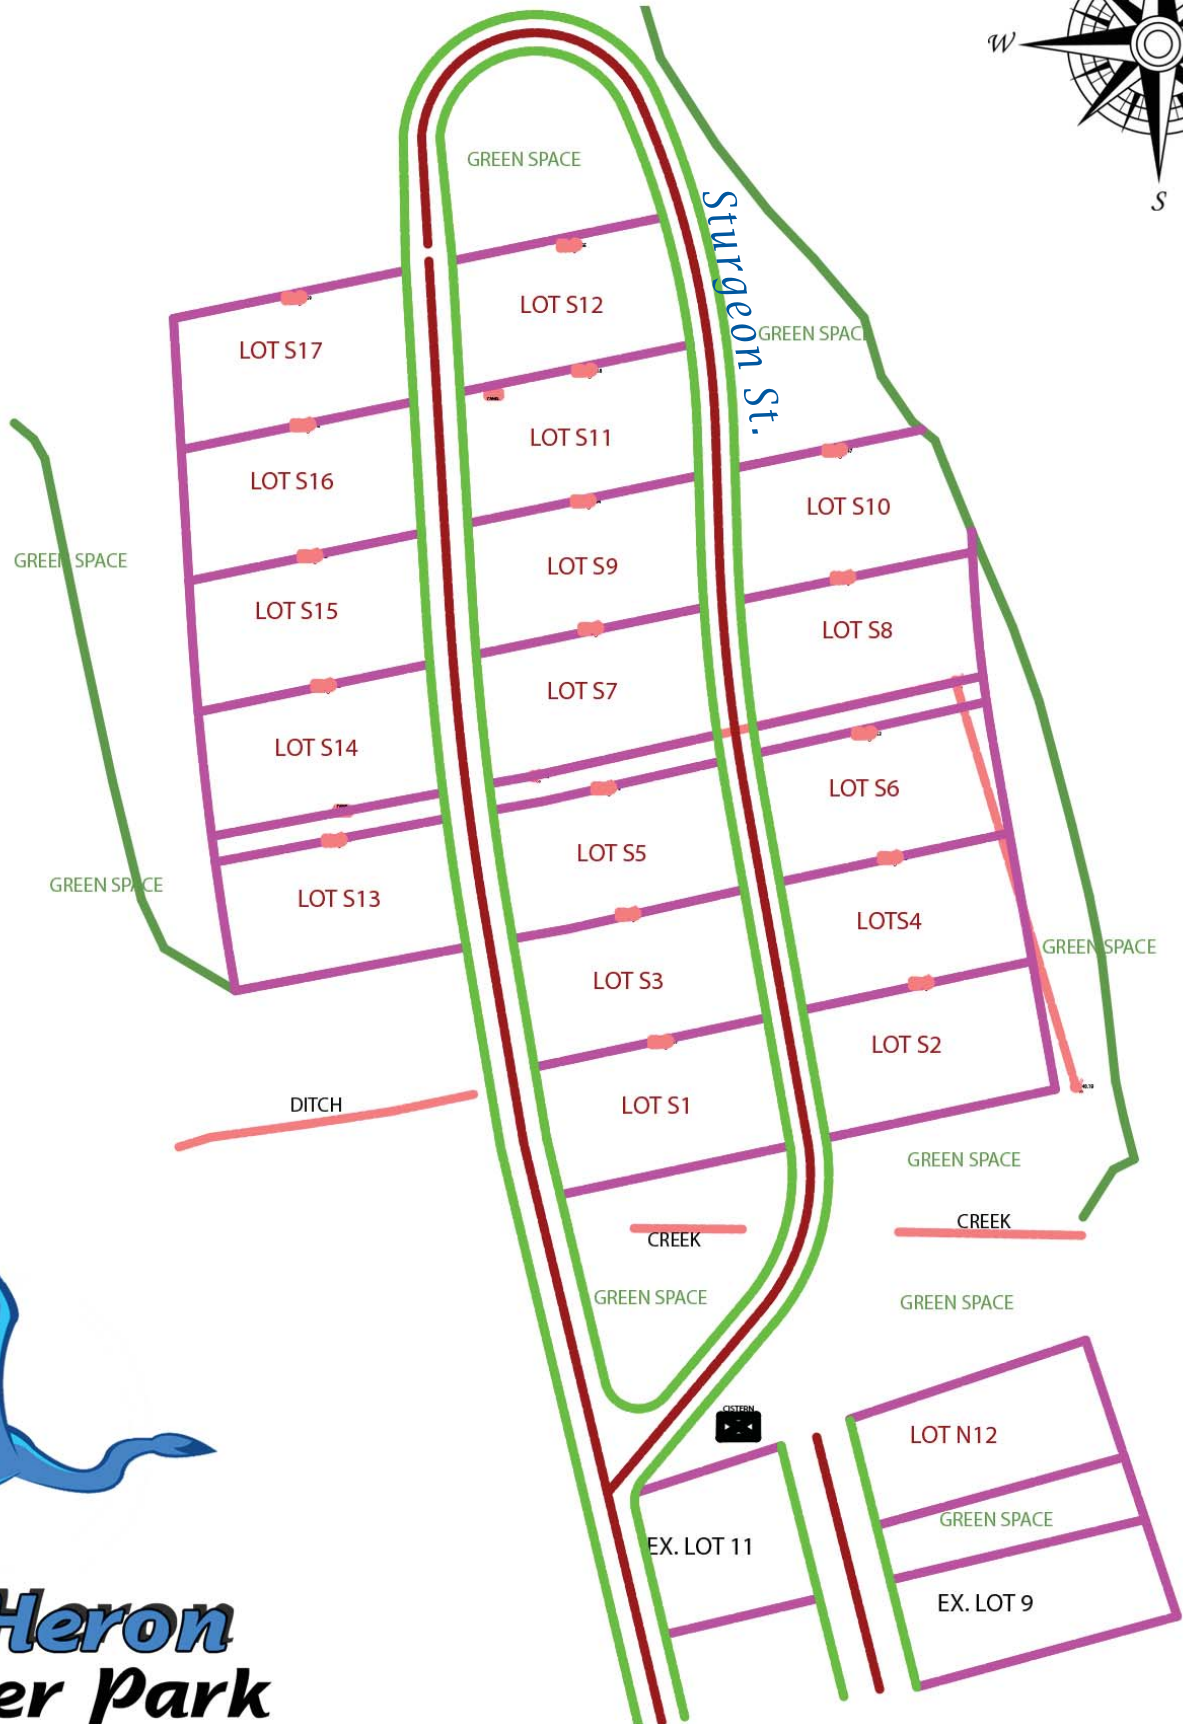 W
S
GREEN SPACE
Sturgeon St.
LOT S12
GREEN SPACE
LOT S17
LOT S11
LOT S16
LOT S10
GREEN SPACE
LOT S9
LOT S15
LOT S8
LOT S7
LOT S14
LOT S6
LOT S5
GREEN SPACE
LOT S13
LOTS4
GREEN SPACE
LOT S3
LOT S2
DITCH
LOT S1
GREEN SPACE
CREEK
CREEK
GREEN SPACE
GREEN SPACE
CISTERN
LOT N12
GREEN SPACE
EX. LOT 11
EX. LOT 9
Heron
er Park